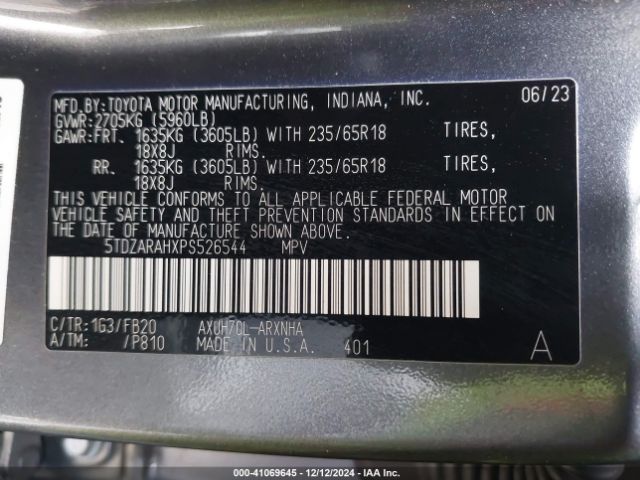 MFD.BY:TOYOTA MOTOR MANUFACTURING, INDIANA, INC. 06/23
GVWR:2705KG (5960LB)
GAWR:FRT. 1635KG (3605LB) WITH 235/65R18 TIRES,
18X8J RIMS.
RR. 1635KG (3605LB) WITH 235/65R18 TIRES,
18X8J RIMS.
THIS VEHICLE CONFORMS TO ALL APPLICABLE FEDERAL MOTOR
VEHICLE SAFETY AND THEFT PREVENTION STANDARDS IN EFFECT ON
THE DATE OF MANUFACTURE SHOWN ABOVE.
5TDZARAHXPS526544 MPV
C/TR:1G3/FB20 AXUH70L-ARXNHA
A/TM: /P810 MADE IN U.S.A. 401 A
000-41069645 - 12/12/2024 - IAA Inc.